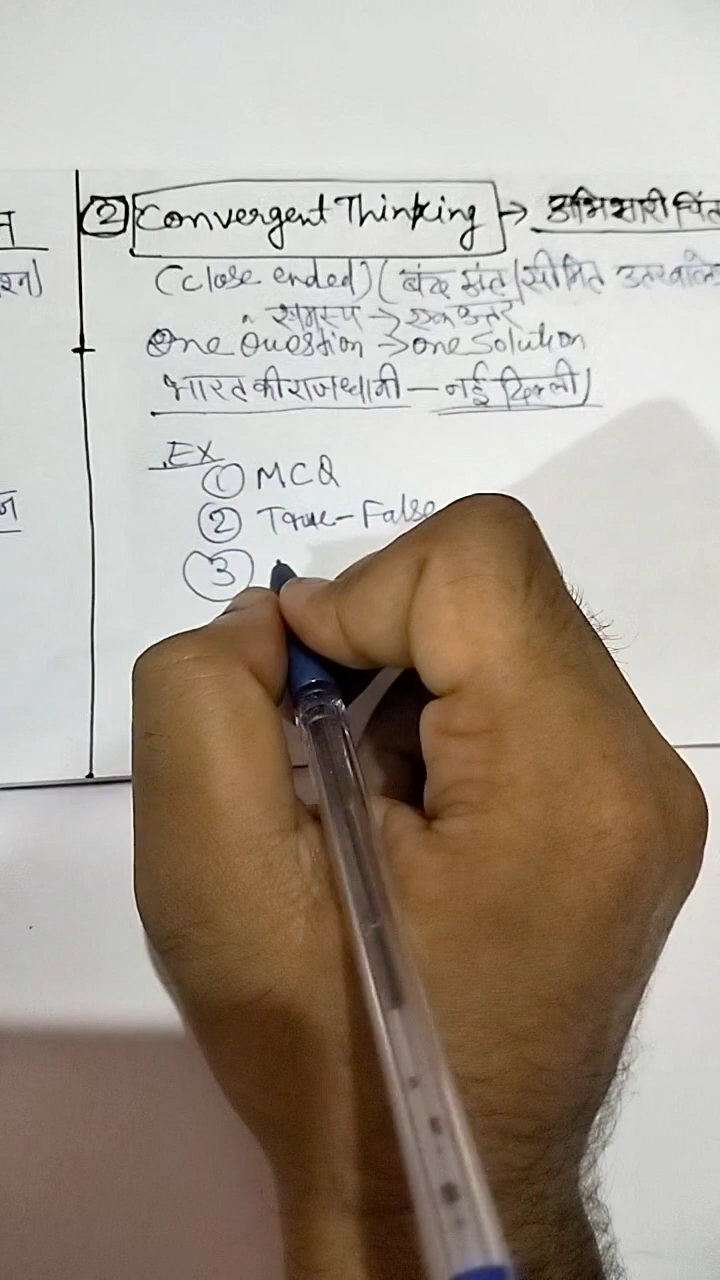 ② Convergent Thinking → अभिसारी चिंत
(close ended) (बंद अंत/सीमित उत्तरवाले
समरूप → एक उत्तर
One Question → one solution
भारत की राजधानी — नई दिल्ली)
EX
① MCQ
② True-False
③
श्न)